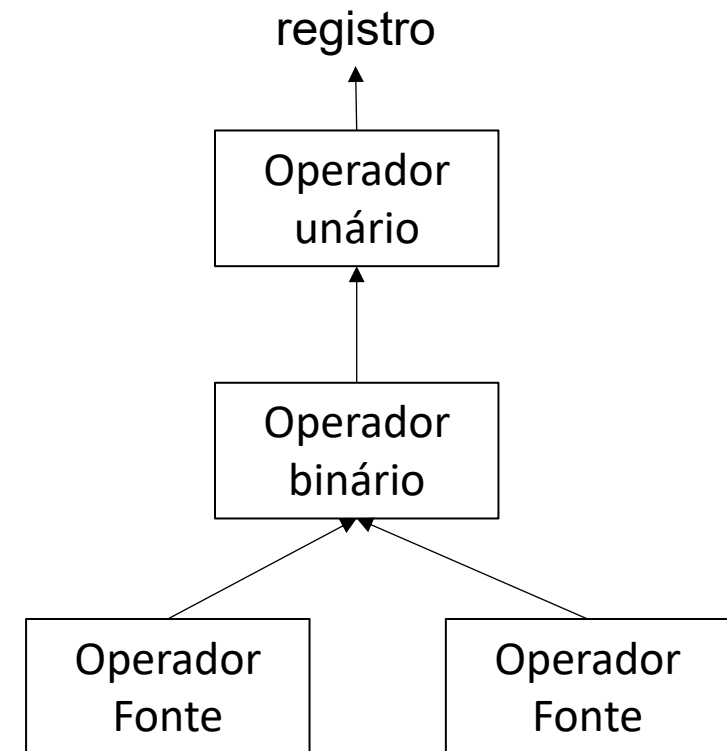 registro
Operador
unário
Operador
binário
Operador
Fonte
Operador
Fonte